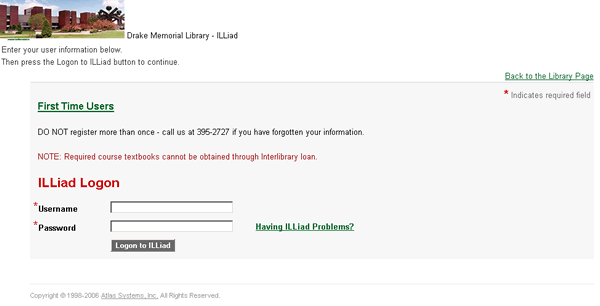 Drake Memorial Library - ILLiad
Enter your user information below.
Then press the Logon to ILLiad button to continue.
Back to the Library Page
* Indicates required field
First Time Users
DO NOT register more than once - call us at 395-2727 if you have forgotten your information.
NOTE: Required course textbooks cannot be obtained through Interlibrary loan.
ILLiad Logon
*Username
*Password Having ILLiad Problems?
Logon to ILLiad
Copyright © 1998-2006 Atlas Systems, Inc. All Rights Reserved.